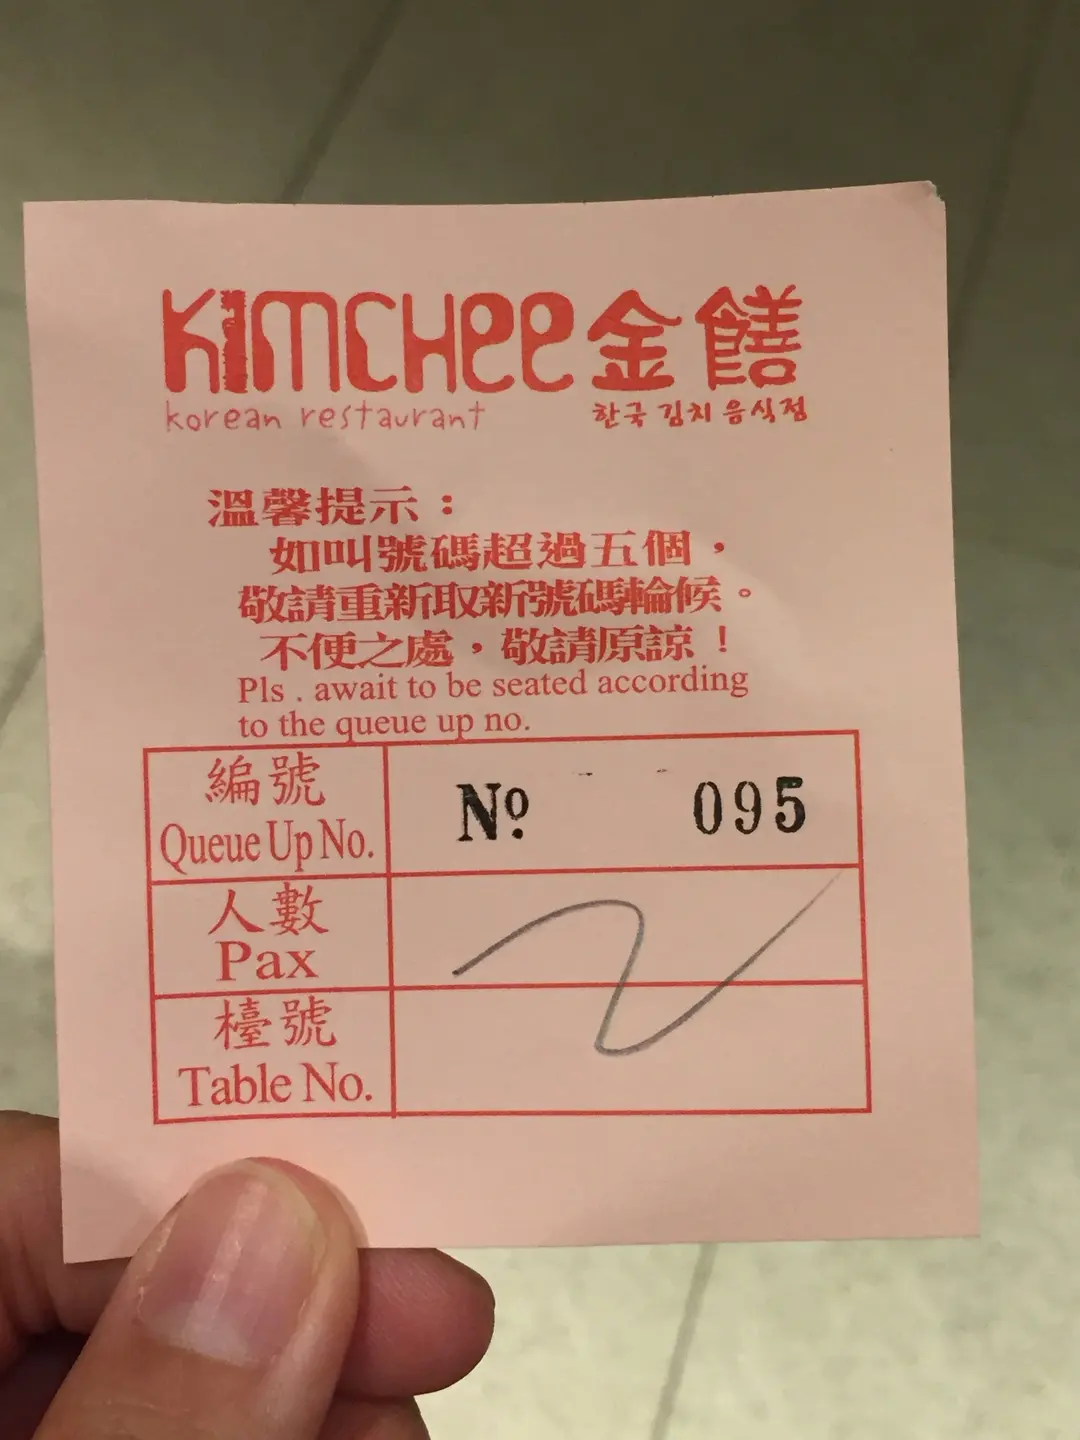 KIMCHEE 金饍
korean restaurant 한국 김치 음식점
溫馨提示：
如叫號碼超過五個，
敬請重新取新號碼輪候。
不便之處，敬請原諒！
Pls . await to be seated according
to the queue up no.
編號
Queue Up No.
Nº 095
人數
Pax
2
檯號
Table No.